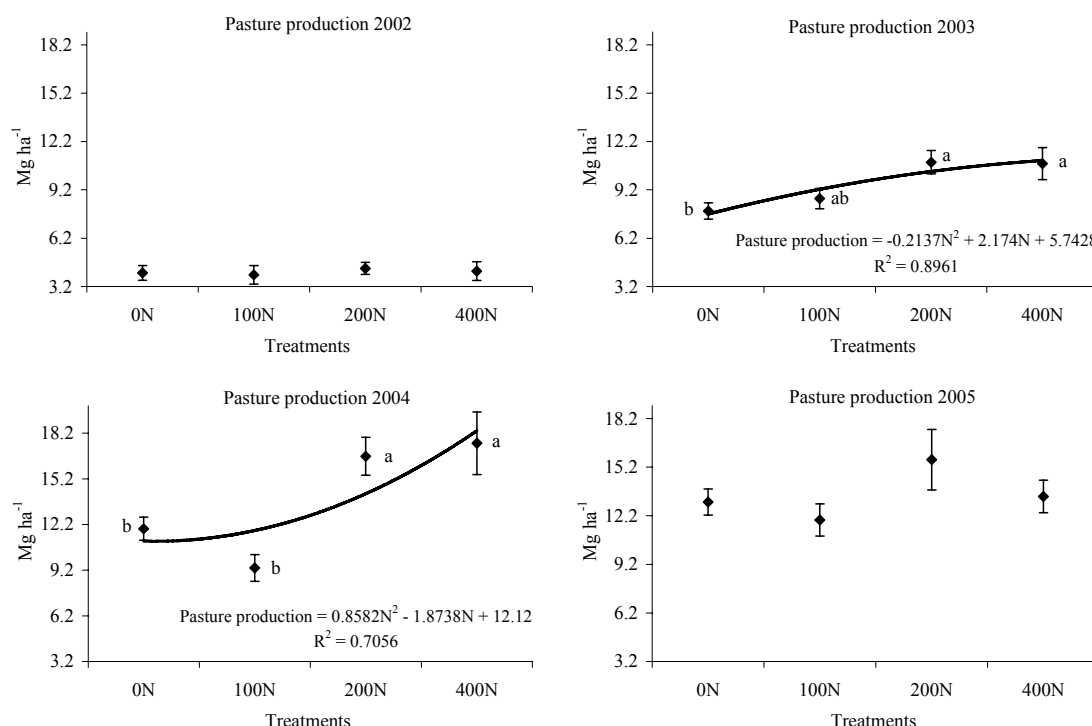 Pasture production 2002
18.2
15.2
12.2
9.2
6.2
3.2
Mg ha⁻¹
0N 100N 200N 400N
Treatments
Pasture production 2003
18.2
15.2
12.2
9.2
6.2
3.2
Mg ha⁻¹
b
ab
a
a
Pasture production = -0.2137N² + 2.174N + 5.7428
R² = 0.8961
0N 100N 200N 400N
Treatments
Pasture production 2004
18.2
15.2
12.2
9.2
6.2
3.2
Mg ha⁻¹
b
b
a
a
Pasture production = 0.8582N² - 1.8738N + 12.12
R² = 0.7056
0N 100N 200N 400N
Treatments
Pasture production 2005
18.2
15.2
12.2
9.2
6.2
3.2
Mg ha⁻¹
0N 100N 200N 400N
Treatments